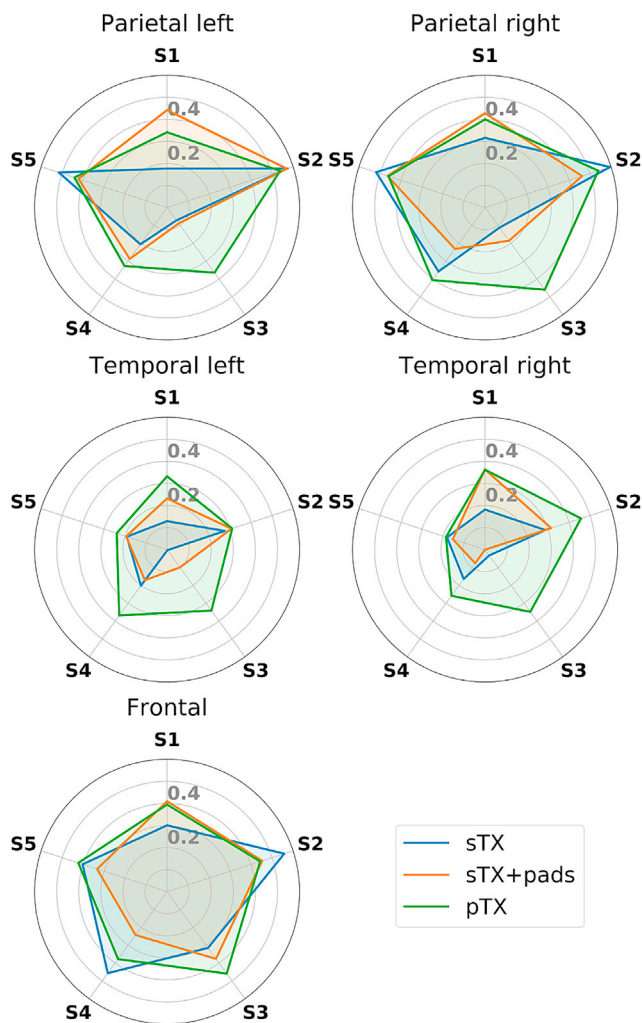 Parietal left
Parietal right
S1
S1
0.4
0.4
S5
0.2
S2
S5
0.2
S2
S4
S3
S4
S3
Temporal left
Temporal right
S1
S1
0.4
0.4
S5
0.2
S2
S5
0.2
S2
S4
S3
S4
S3
Frontal
S1
0.4
S5
0.2
S2
sTX
sTX+pads
pTX
S4
S3